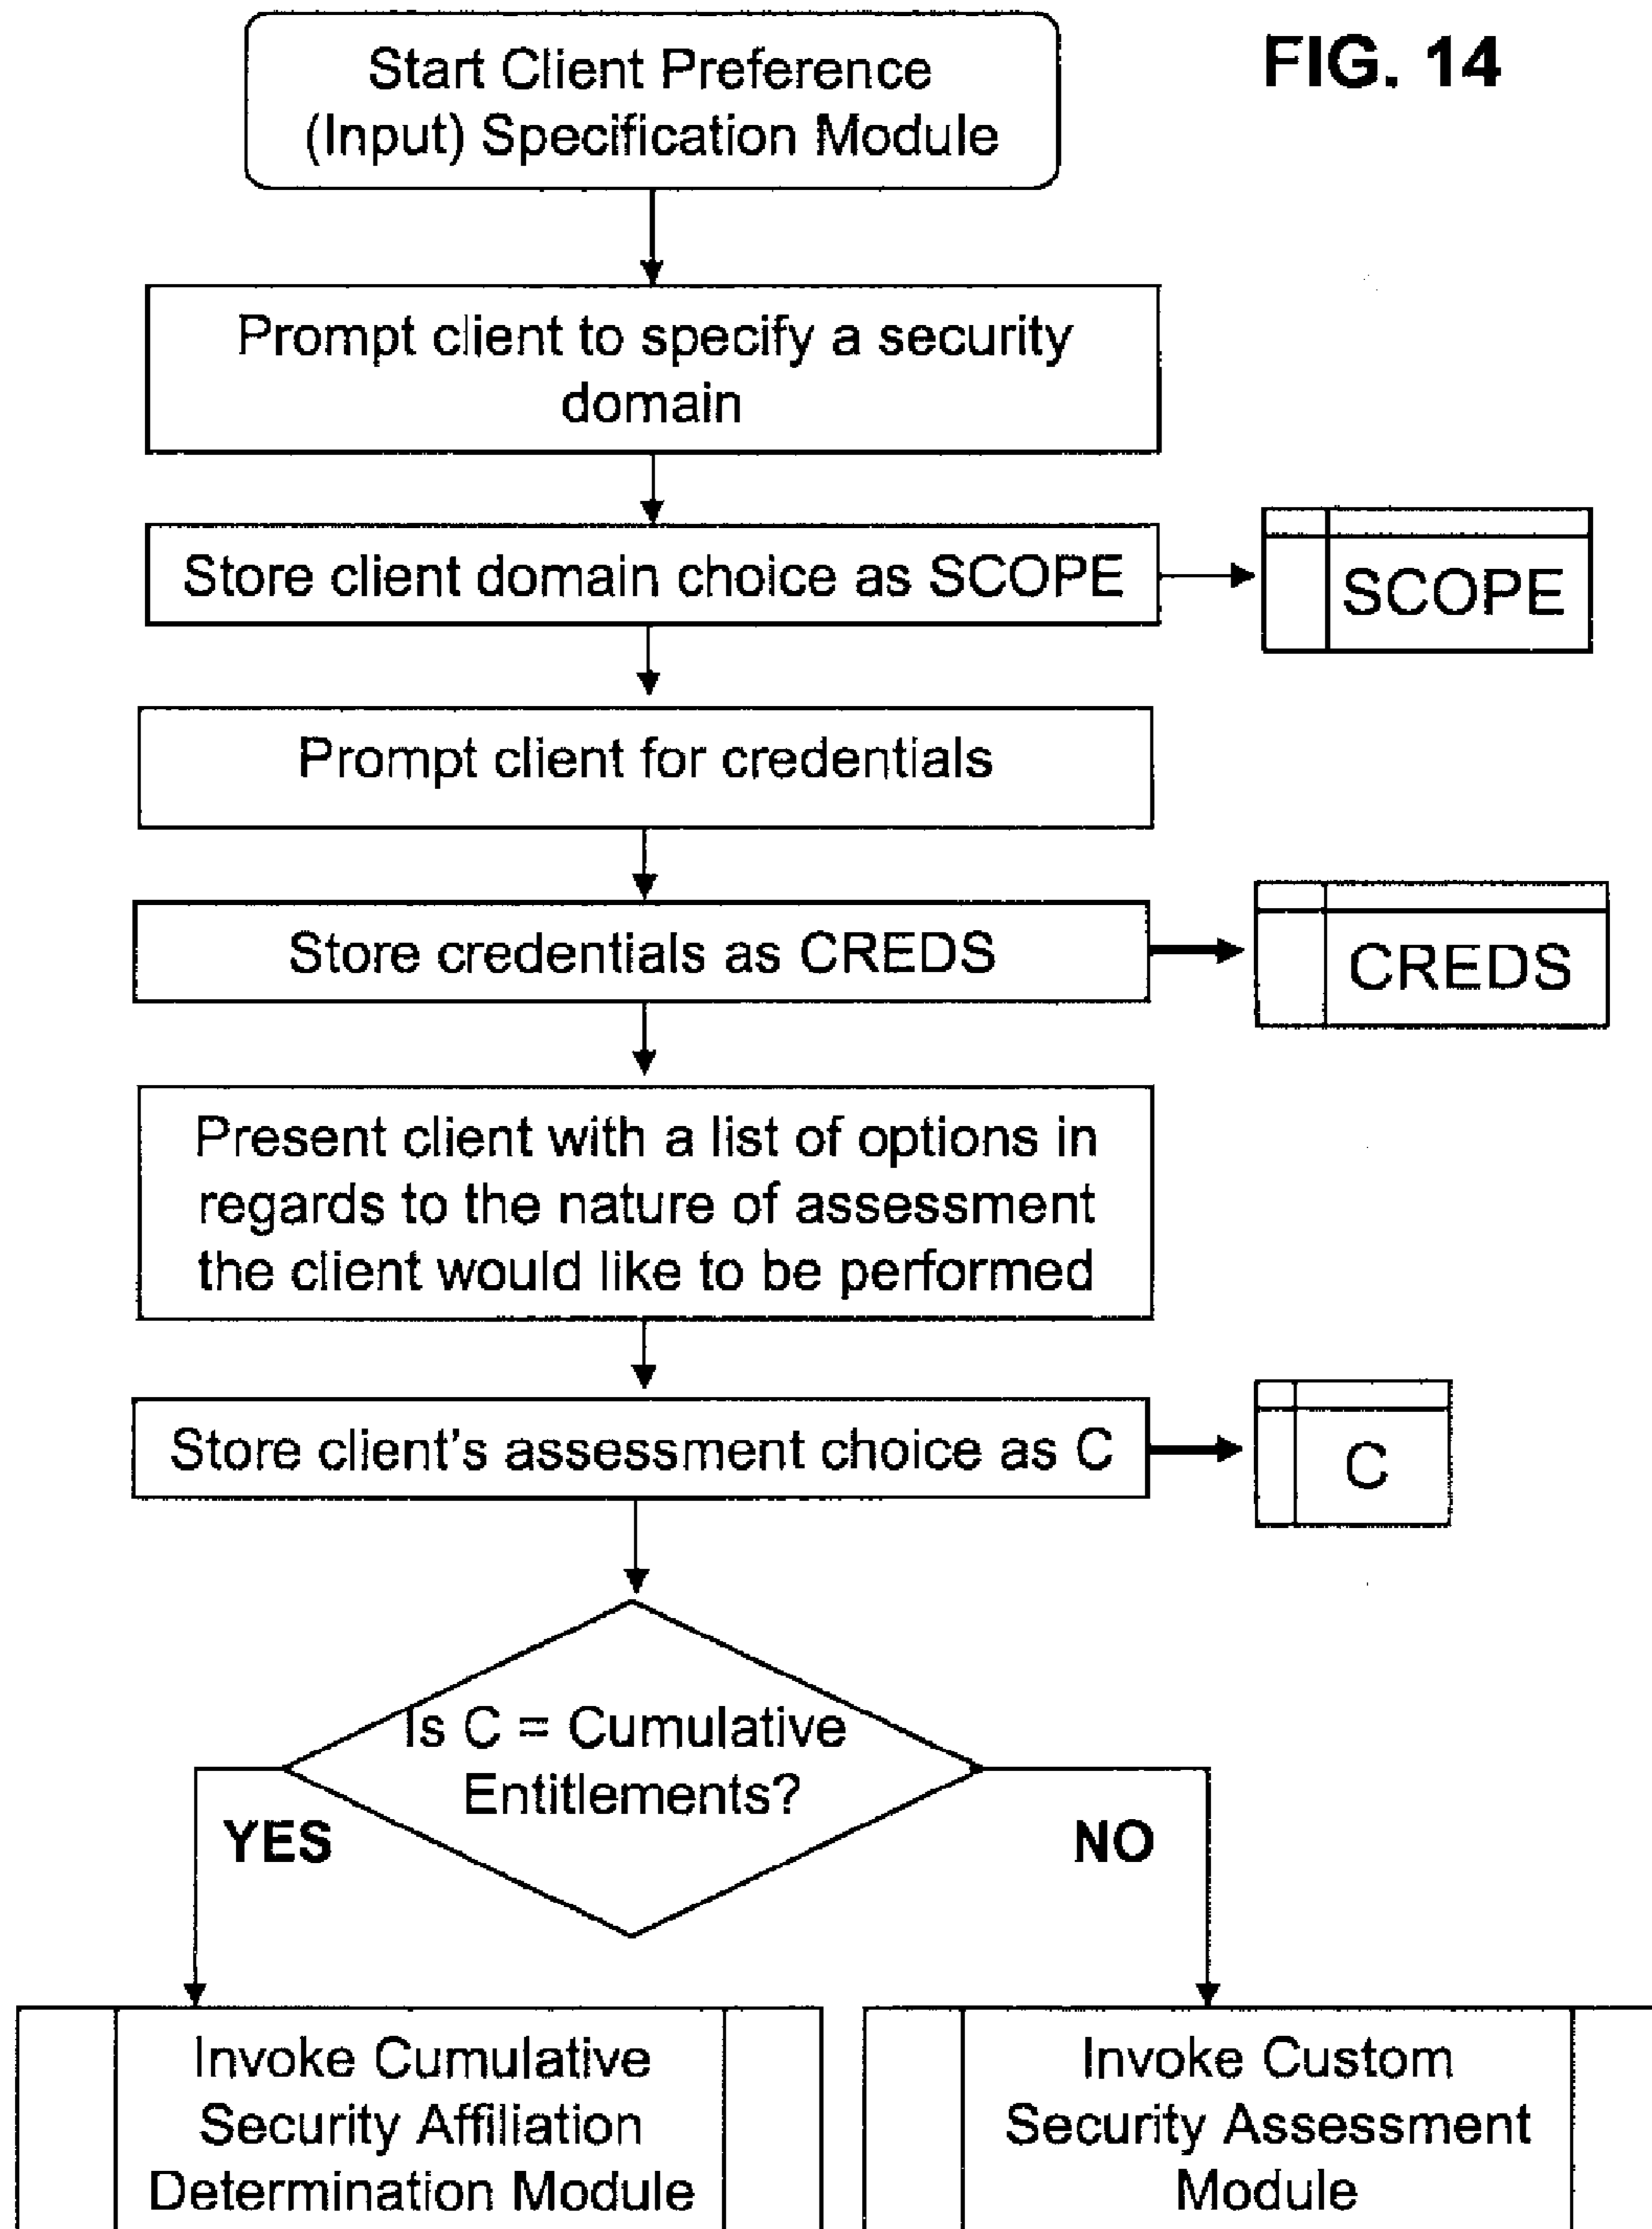 FIG. 14
Start Client Preference
(Input) Specification Module
Prompt client to specify a security
domain
Store client domain choice as SCOPE
SCOPE
Prompt client for credentials
Store credentials as CREDS
CREDS
Present client with a list of options in
regards to the nature of assessment
the client would like to be performed
Store client's assessment choice as C
C
Is C = Cumulative
Entitlements?
YES
NO
Invoke Cumulative
Security Affiliation
Determination Module
Invoke Custom
Security Assessment
Module